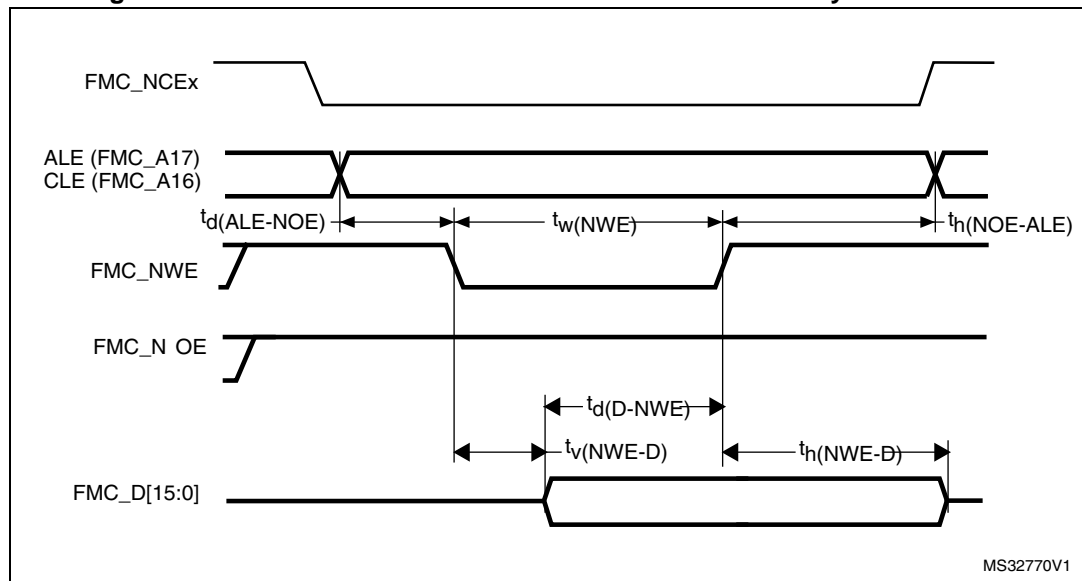 FMC_NCEx
ALE (FMC_A17)
CLE (FMC_A16)
td(ALE-NOE)
tw(NWE)
th(NOE-ALE)
FMC_NWE
FMC_N OE
td(D-NWE)
tv(NWE-D)
th(NWE-D)
FMC_D[15:0]
MS32770V1